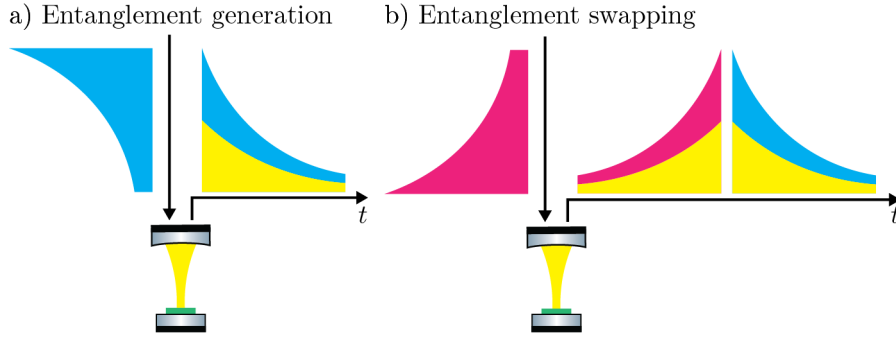 a) Entanglement generation
b) Entanglement swapping
t
t